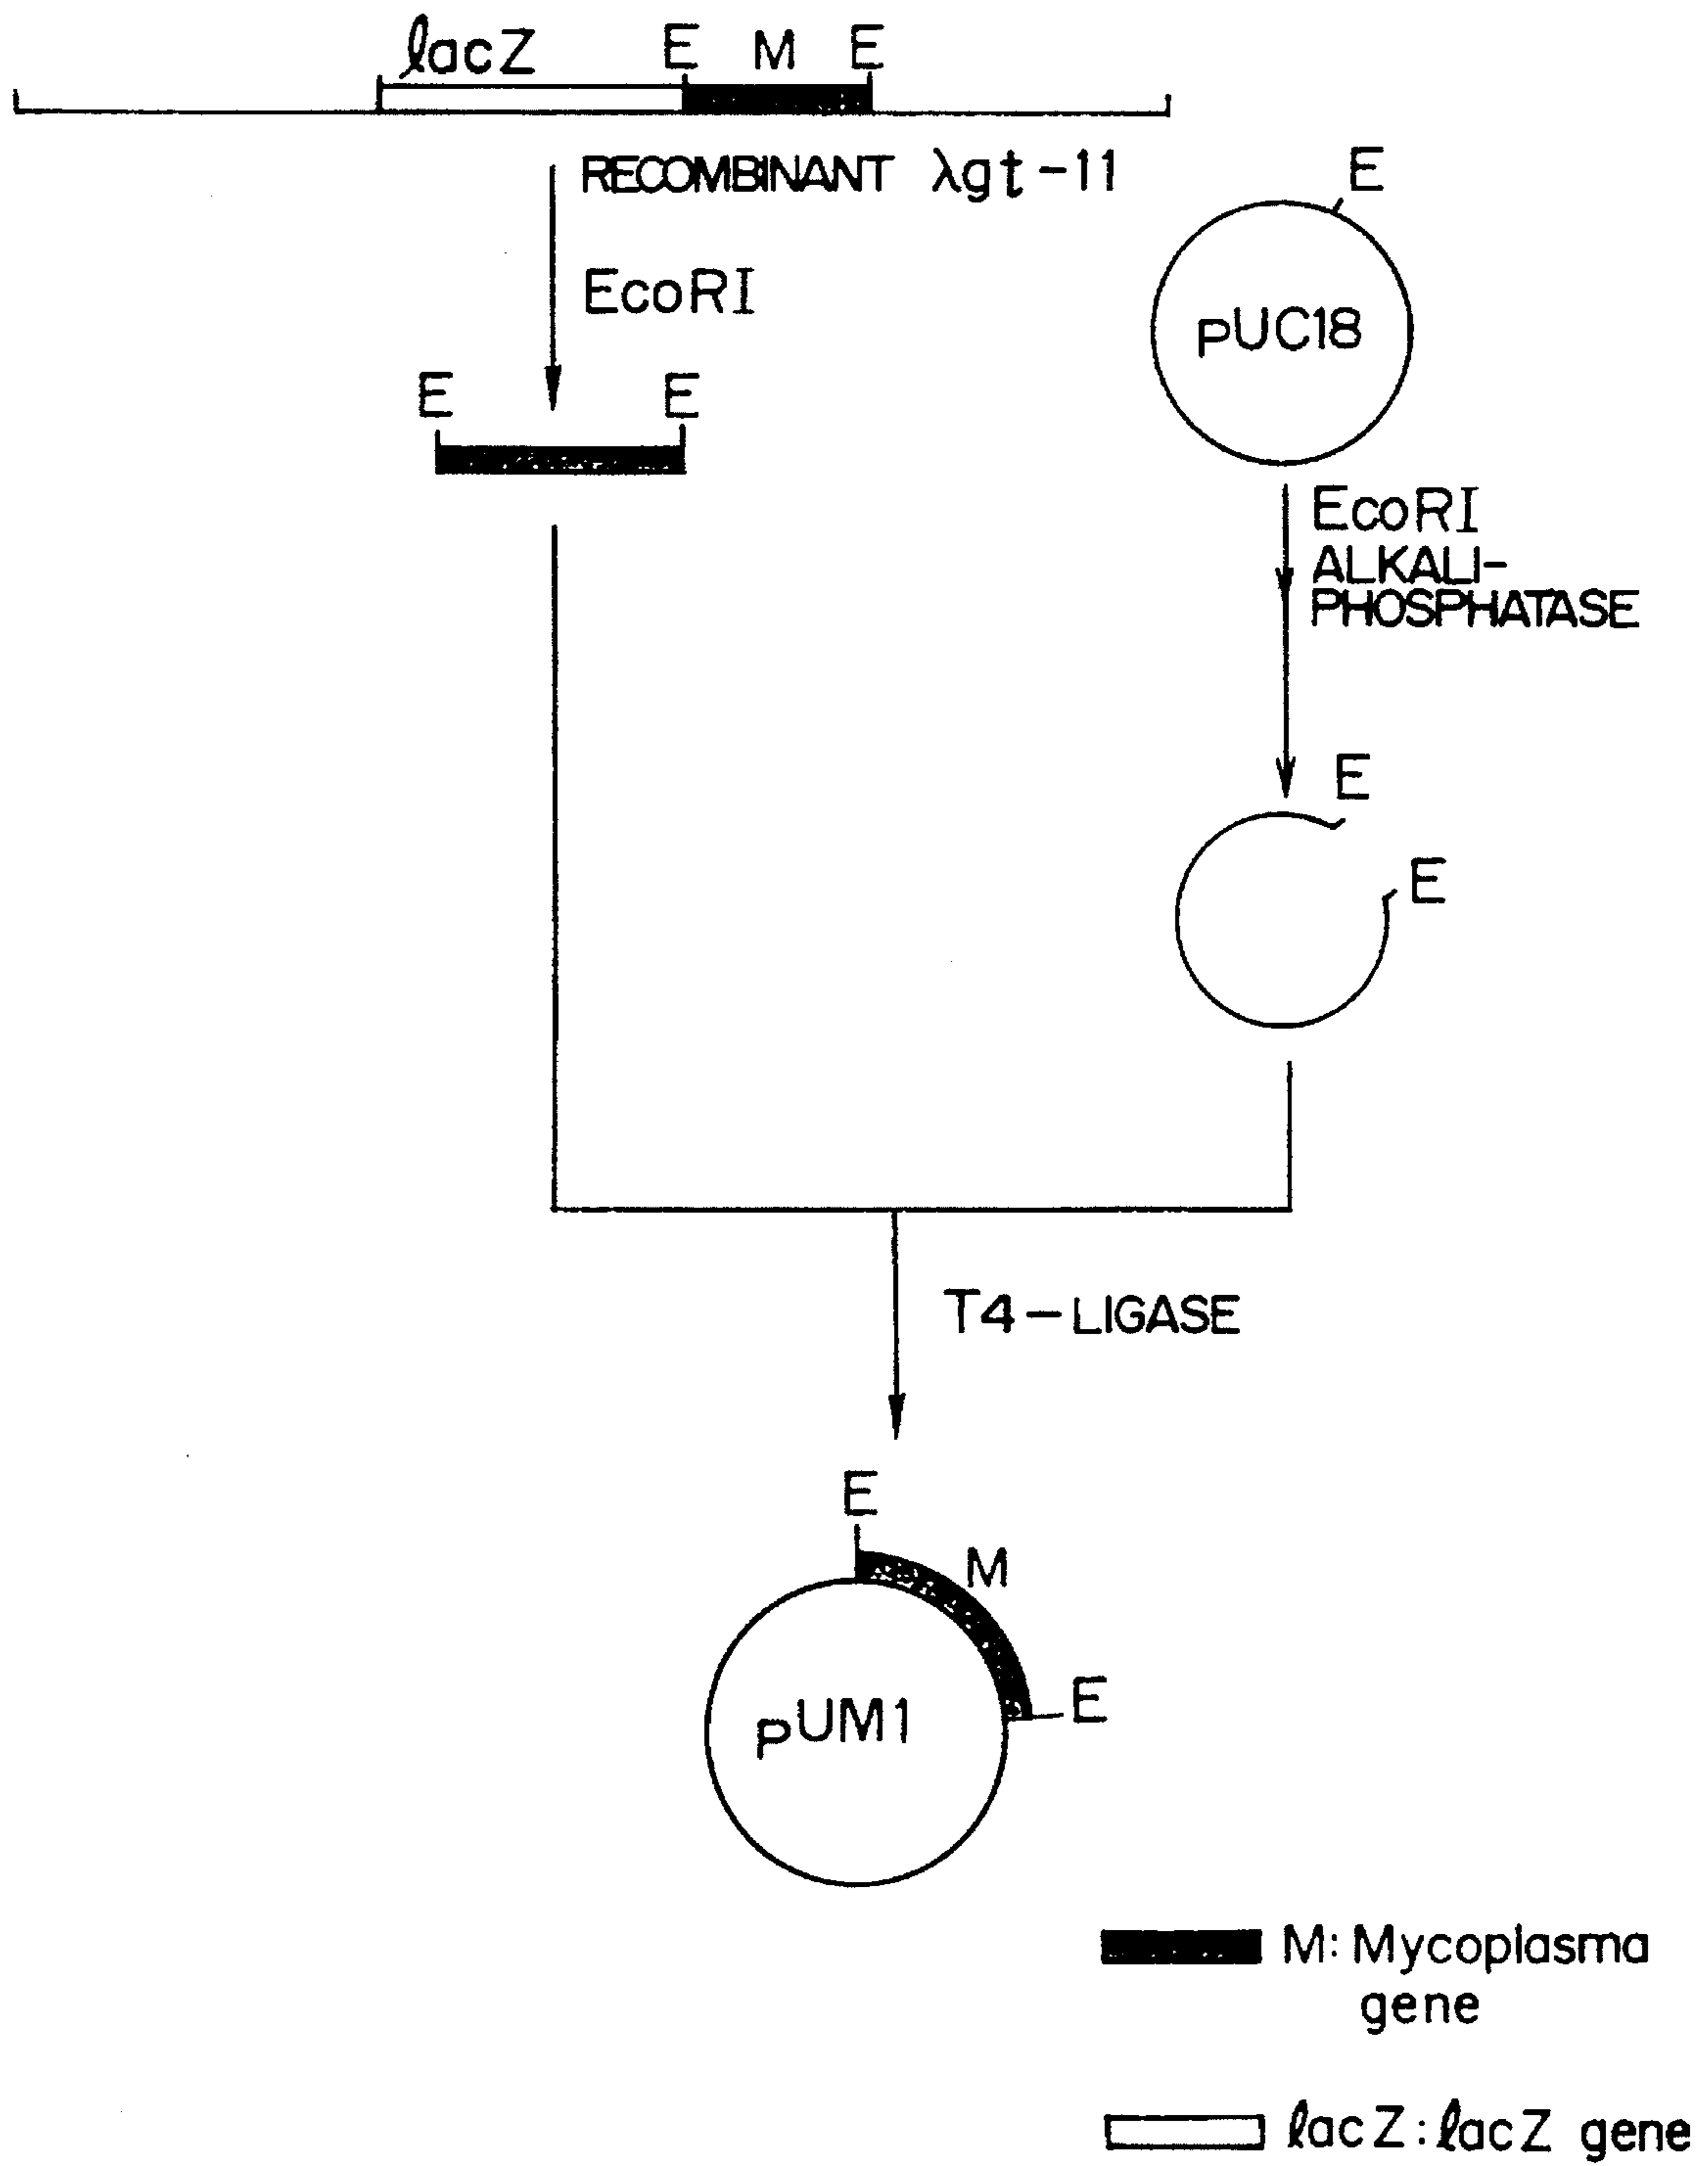 lacZ E M E
RECOMBINANT λgt-11
E
EcoRI
pUC18
E E
EcoRI
ALKALI-
PHOSPHATASE
E
E
T4-LIGASE
E
M
E
pUM1
M: Mycoplasma
gene
lacZ: lacZ gene